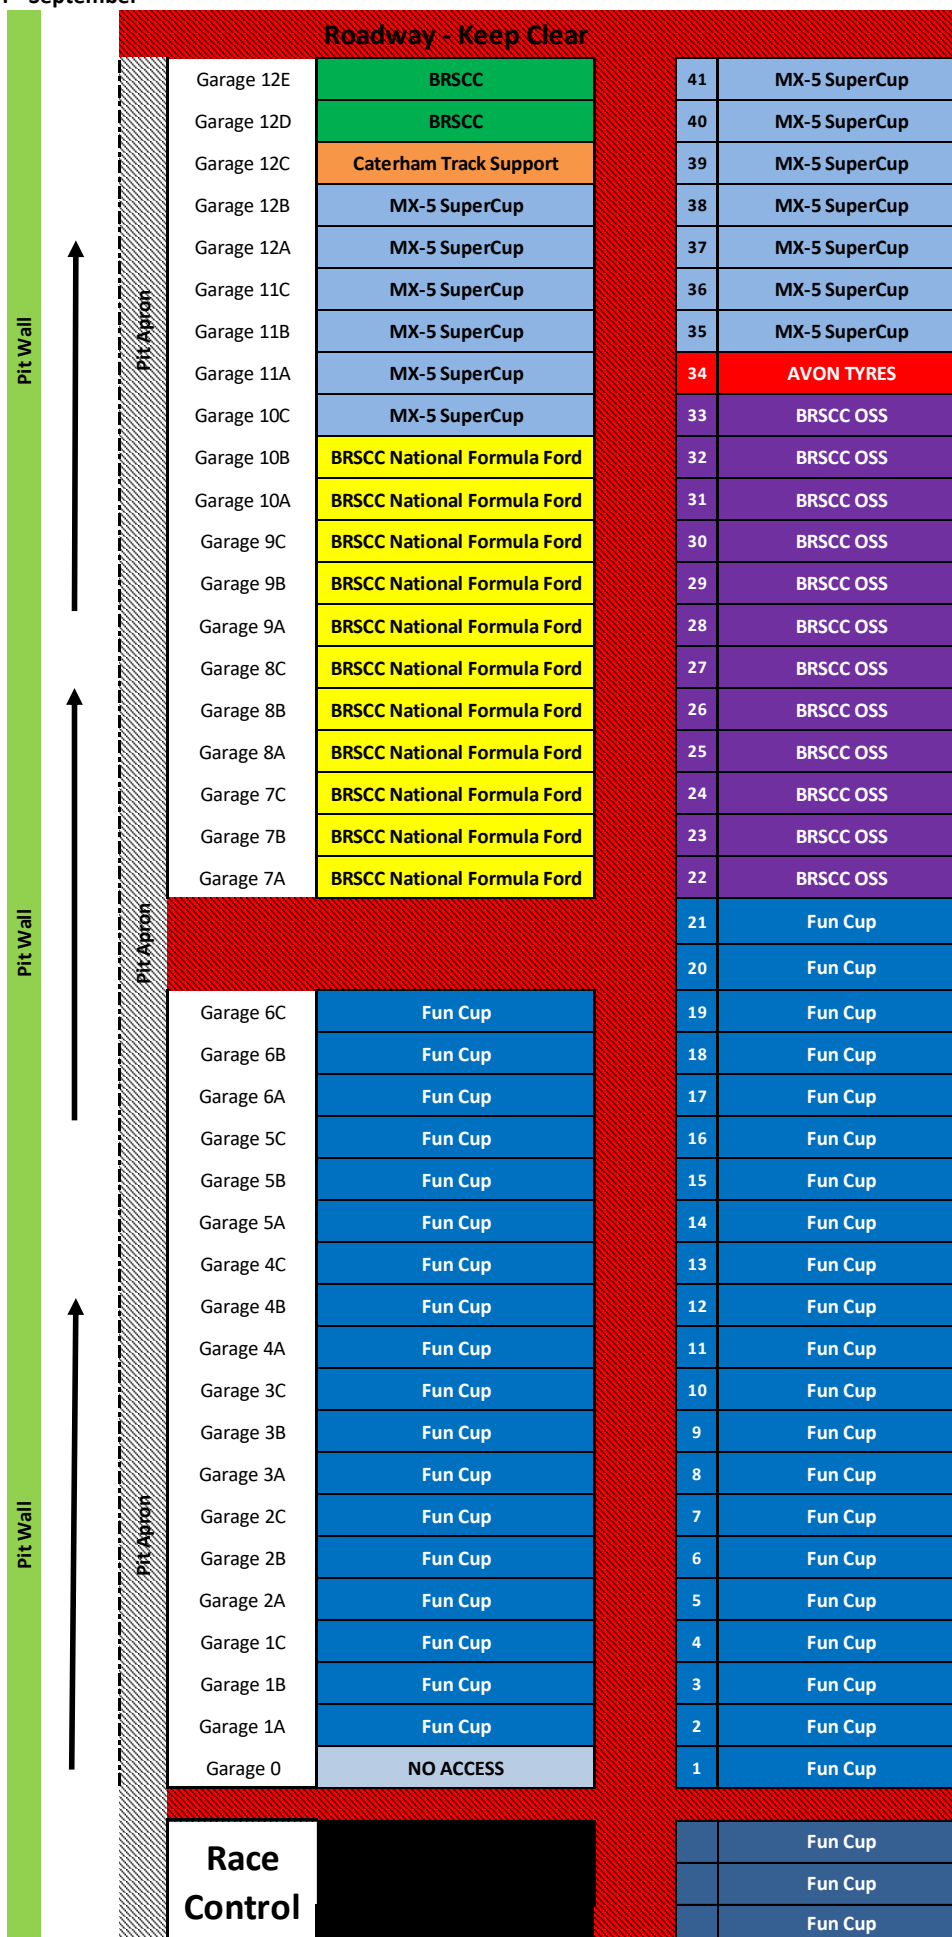 September
Roadway - Keep Clear
Garage 12E BRSCC 41 MX-5 SuperCup
Garage 12D BRSCC 40 MX-5 SuperCup
Garage 12C Caterham Track Support 39 MX-5 SuperCup
Garage 12B MX-5 SuperCup 38 MX-5 SuperCup
Garage 12A MX-5 SuperCup 37 MX-5 SuperCup
Garage 11C MX-5 SuperCup 36 MX-5 SuperCup
Pit Wall Pit Apron Garage 11B MX-5 SuperCup 35 MX-5 SuperCup
Garage 11A MX-5 SuperCup 34 AVON TYRES
Garage 10C MX-5 SuperCup 33 BRSCC OSS
Garage 10B BRSCC National Formula Ford 32 BRSCC OSS
Garage 10A BRSCC National Formula Ford 31 BRSCC OSS
Garage 9C BRSCC National Formula Ford 30 BRSCC OSS
Garage 9B BRSCC National Formula Ford 29 BRSCC OSS
Garage 9A BRSCC National Formula Ford 28 BRSCC OSS
Garage 8C BRSCC National Formula Ford 27 BRSCC OSS
Garage 8B BRSCC National Formula Ford 26 BRSCC OSS
Garage 8A BRSCC National Formula Ford 25 BRSCC OSS
Garage 7C BRSCC National Formula Ford 24 BRSCC OSS
Garage 7B BRSCC National Formula Ford 23 BRSCC OSS
Garage 7A BRSCC National Formula Ford 22 BRSCC OSS
Pit Wall Pit Apron 21 Fun Cup
20 Fun Cup
Garage 6C Fun Cup 19 Fun Cup
Garage 6B Fun Cup 18 Fun Cup
Garage 6A Fun Cup 17 Fun Cup
Garage 5C Fun Cup 16 Fun Cup
Garage 5B Fun Cup 15 Fun Cup
Garage 5A Fun Cup 14 Fun Cup
Garage 4C Fun Cup 13 Fun Cup
Garage 4B Fun Cup 12 Fun Cup
Garage 4A Fun Cup 11 Fun Cup
Garage 3C Fun Cup 10 Fun Cup
Garage 3B Fun Cup 9 Fun Cup
Garage 3A Fun Cup 8 Fun Cup
Garage 2C Fun Cup 7 Fun Cup
Pit Wall Pit Apron Garage 2B Fun Cup 6 Fun Cup
Garage 2A Fun Cup 5 Fun Cup
Garage 1C Fun Cup 4 Fun Cup
Garage 1B Fun Cup 3 Fun Cup
Garage 1A Fun Cup 2 Fun Cup
Garage 0 NO ACCESS 1 Fun Cup
Race Fun Cup
Control Fun Cup
Fun Cup